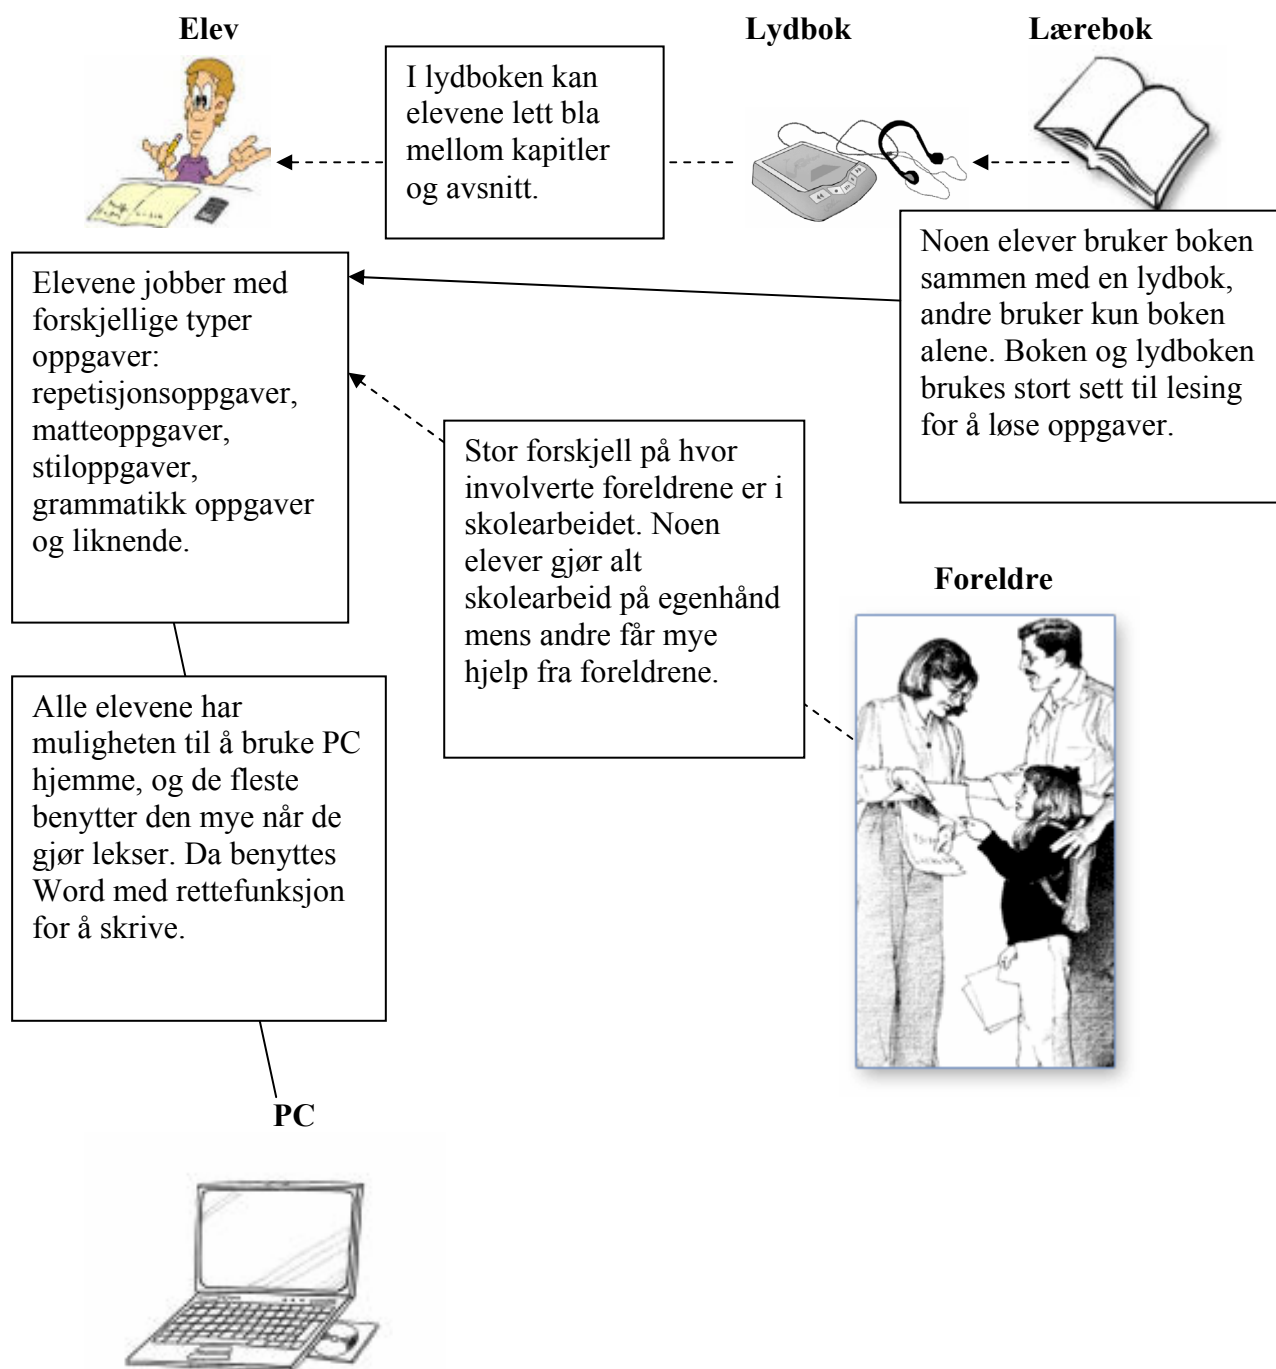 Elev
Lydbok
Lærebok
I lydboken kan
elevene lett bla
mellom kapitler
og avsnitt.
Noen elever bruker boken
sammen med en lydbok,
andre bruker kun boken
alene. Boken og lydboken
brukes stort sett til lesing
for å løse oppgaver.
Elevene jobber med
forskjellige typer
oppgaver:
repetisjonsoppgaver,
matteoppgaver,
stiloppgaver,
grammatikk oppgaver
og liknende.
Stor forskjell på hvor
involverte foreldrene er i
skolearbeidet. Noen
elever gjør alt
skolearbeid på egenhånd
mens andre får mye
hjelp fra foreldrene.
Foreldre
Alle elevene har
muligheten til å bruke PC
hjemme, og de fleste
benytter den mye når de
gjør lekser. Da benyttes
Word med rettefunksjon
for å skrive.
PC